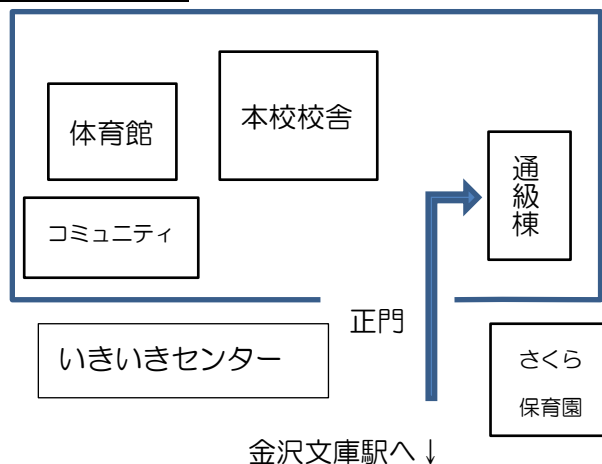 体育館
本校校舎
通級棟
コミュニティ
正門
いきいきセンター
さくら
保育園
金沢文庫駅へ↓